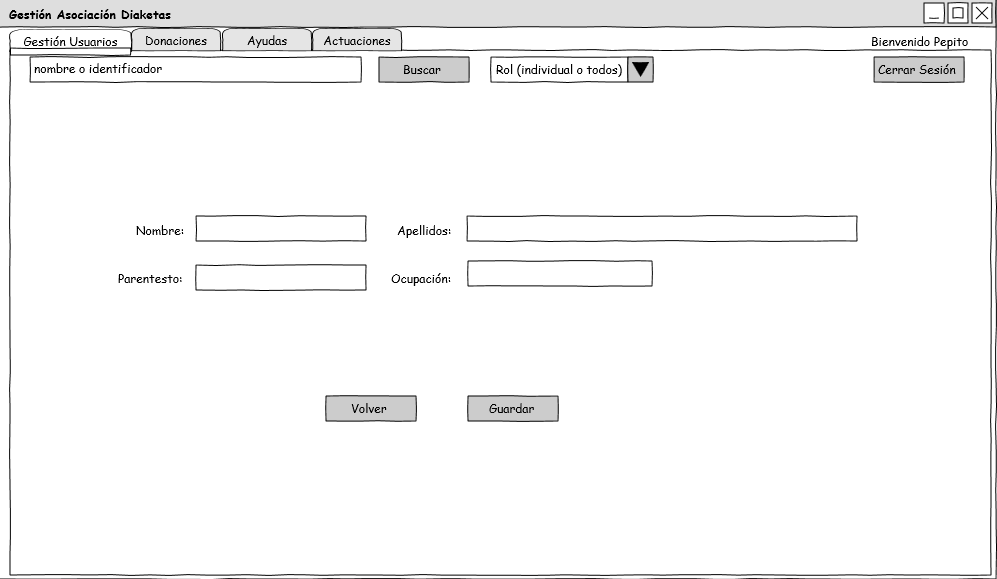 Gestión Asociación Diaketas
Gestión Usuarios Donaciones Ayudas Actuaciones Bienvenido Pepito
nombre o identificador Buscar Rol (individual o todos) Cerrar Sesión
Nombre: Apellidos:
Parentesto: Ocupación:
Volver Guardar